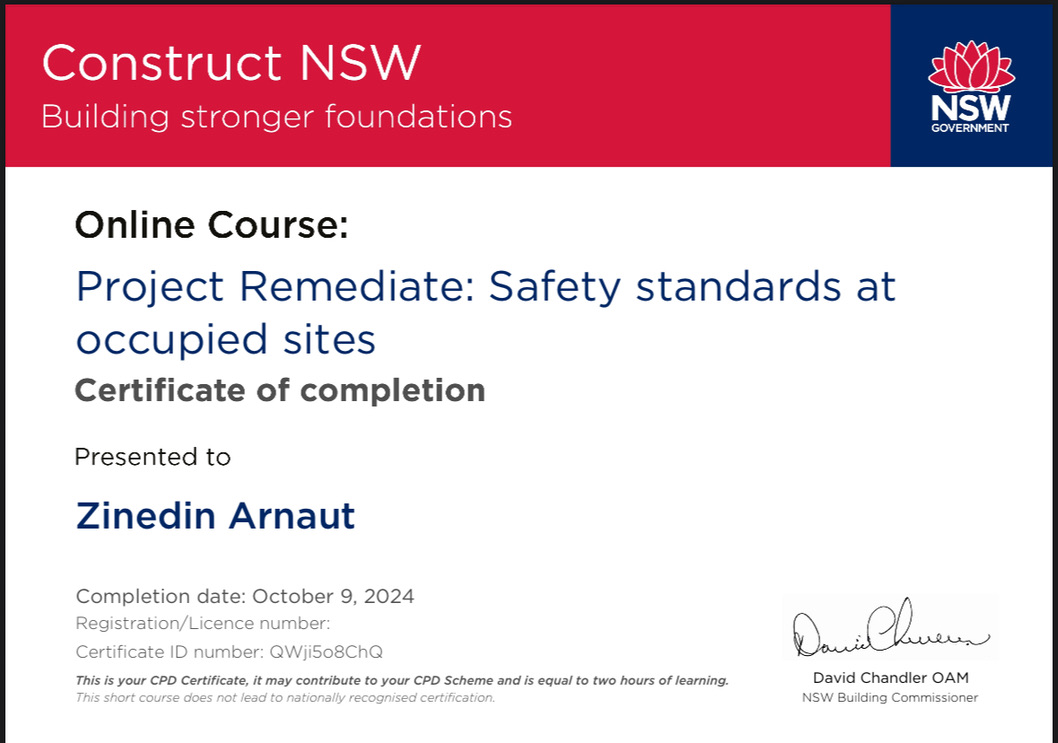 Construct NSW
Building stronger foundations
NSW
GOVERNMENT
Online Course:
Project Remediate: Safety standards at
occupied sites
Certificate of completion
Presented to
Zinedin Arnaut
Completion date: October 9, 2024
Registration/Licence number:
Certificate ID number: QWji5o8ChQ
This is your CPD Certificate, it may contribute to your CPD Scheme and is equal to two hours of learning.
This short course does not lead to nationally recognised certification.
David Chandler OAM
NSW Building Commissioner